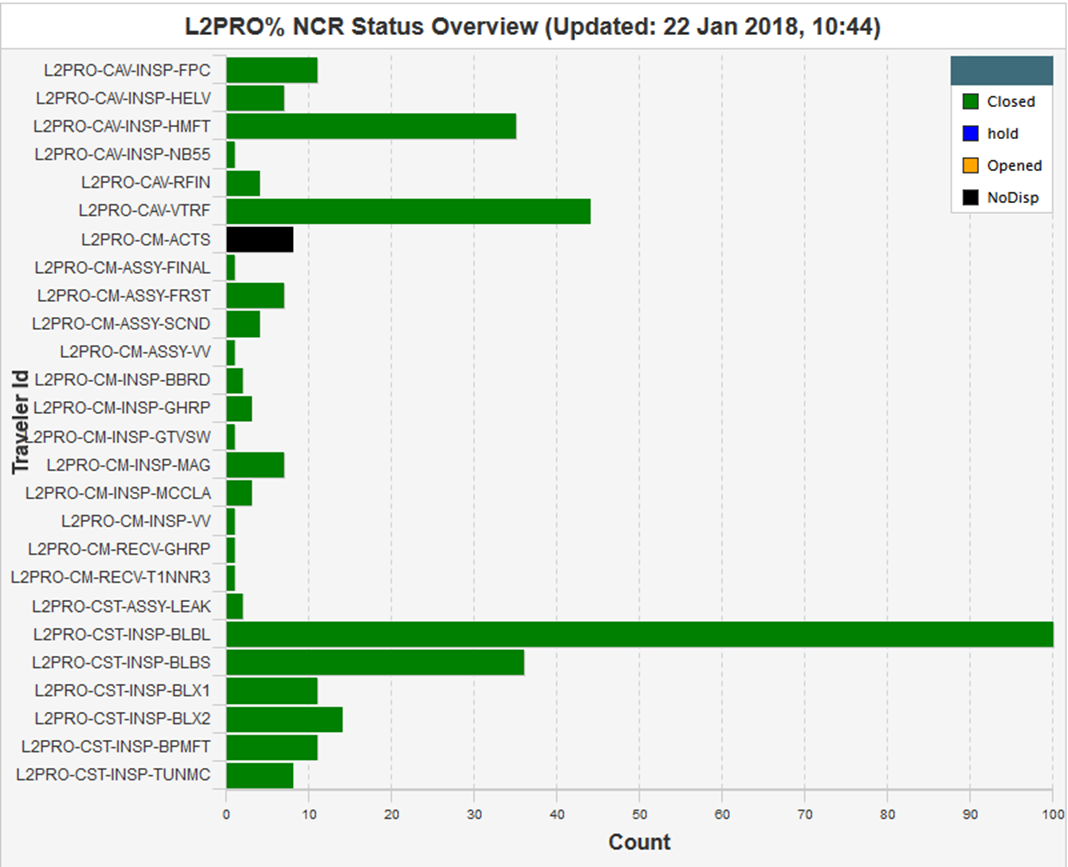 L2PRO% NCR Status Overview (Updated: 22 Jan 2018, 10:44)
L2PRO-CAV-INSP-FPC
L2PRO-CAV-INSP-HELV
L2PRO-CAV-INSP-HMFT
L2PRO-CAV-INSP-NB55
L2PRO-CAV-RFIN
L2PRO-CAV-VTRF
L2PRO-CM-ACTS
L2PRO-CM-ASSY-FINAL
L2PRO-CM-ASSY-FRST
L2PRO-CM-ASSY-SCND
L2PRO-CM-ASSY-VV
L2PRO-CM-INSP-BBRD
L2PRO-CM-INSP-GHRP
L2PRO-CM-INSP-GTVSW
L2PRO-CM-INSP-MAG
L2PRO-CM-INSP-MCCLA
L2PRO-CM-INSP-VV
L2PRO-CM-RECV-GHRP
L2PRO-CM-RECV-T1NNR3
L2PRO-CST-ASSY-LEAK
L2PRO-CST-INSP-BLBL
L2PRO-CST-INSP-BLBS
L2PRO-CST-INSP-BLX1
L2PRO-CST-INSP-BLX2
L2PRO-CST-INSP-BPMFT
L2PRO-CST-INSP-TUNMC
Traveler Id
Closed
hold
Opened
NoDisp
0 10 20 30 40 50 60 70 80 90 100
Count